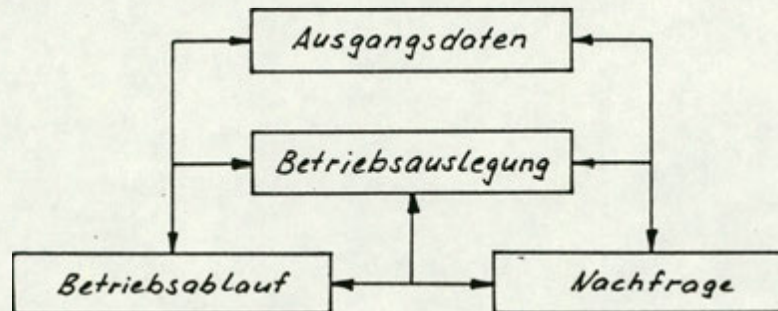 Ausgangsdaten
Betriebsauslegung
Betriebsablauf
Nachfrage